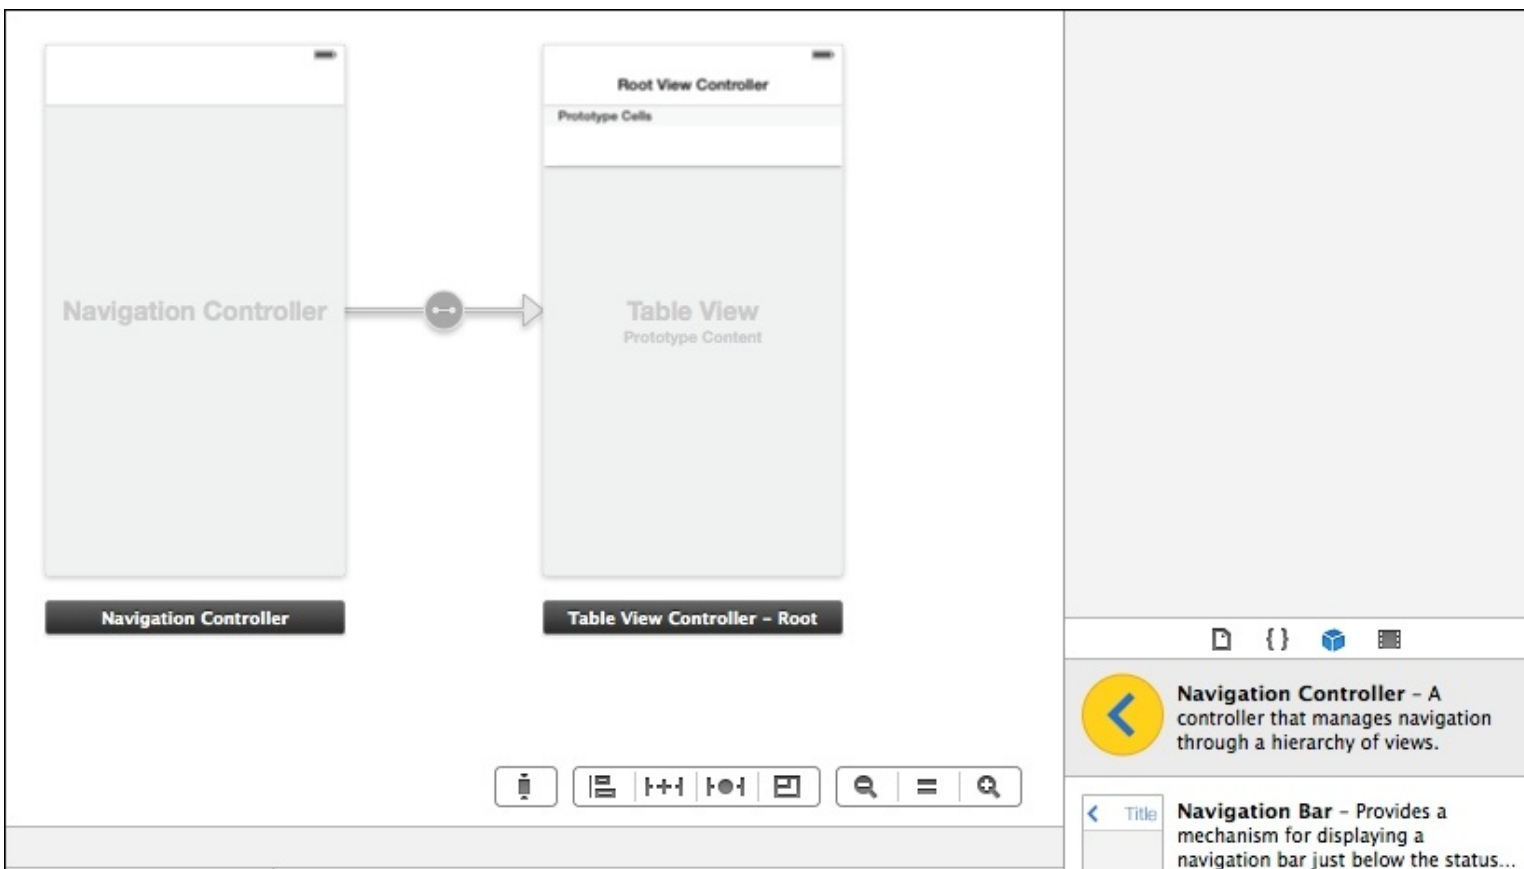 Root View Controller
Prototype Cells
Navigation Controller
Table View
Prototype Content
Navigation Controller
Table View Controller – Root
Navigation Controller – A
controller that manages navigation
through a hierarchy of views.
Title
Navigation Bar – Provides a
mechanism for displaying a
navigation bar just below the status...